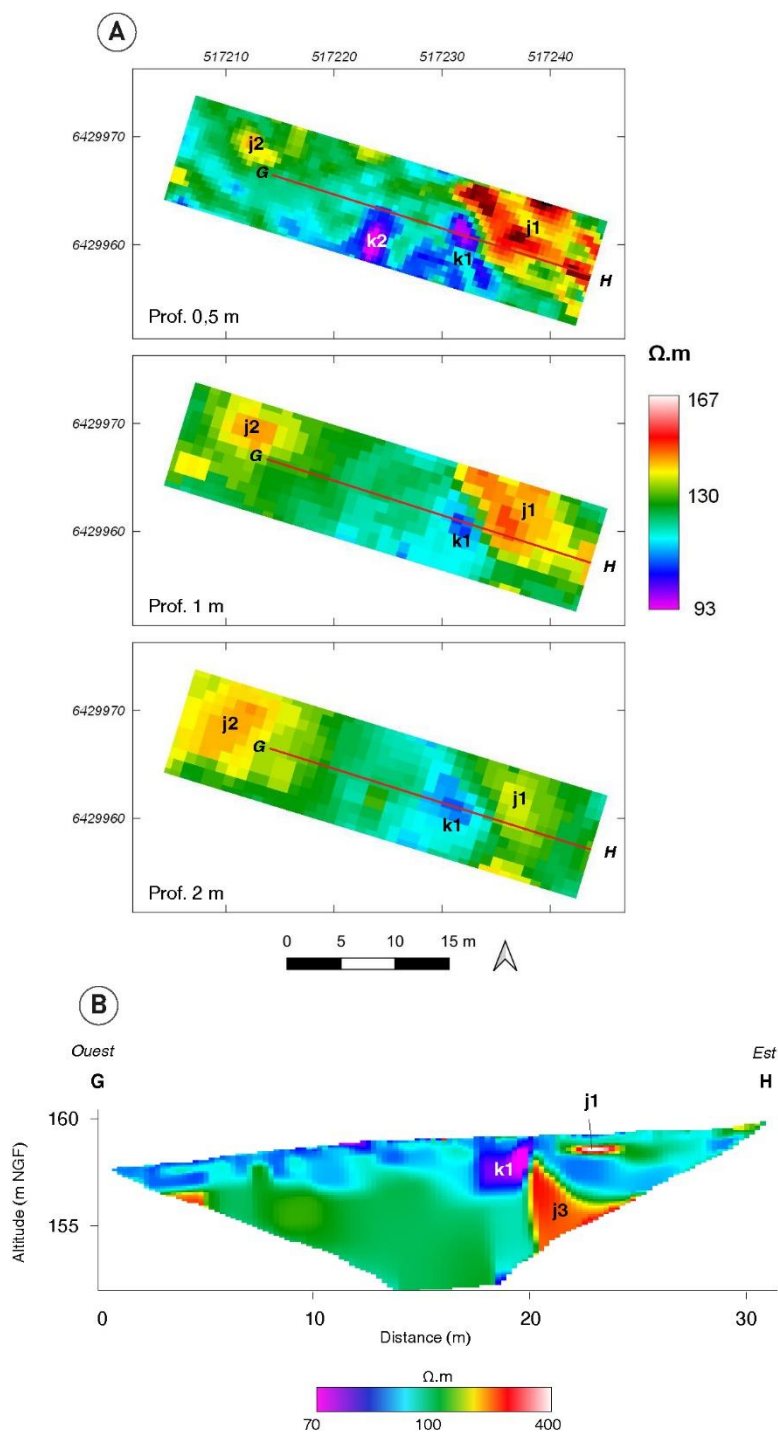 A
517210 517220 517230 517240
6429970
6429960
j2
G
k2
k1
j1
H
Prof. 0,5 m
Ω.m
167
130
93
6429970
6429960
j2
G
k1
j1
H
Prof. 1 m
6429970
6429960
j2
G
k1
j1
H
Prof. 2 m
0 5 10 15 m
B
Ouest Est
G H
j1
160
155
Altitude (m NGF)
k1
j3
0 10 20 30
Distance (m)
Ω.m
70 100 400